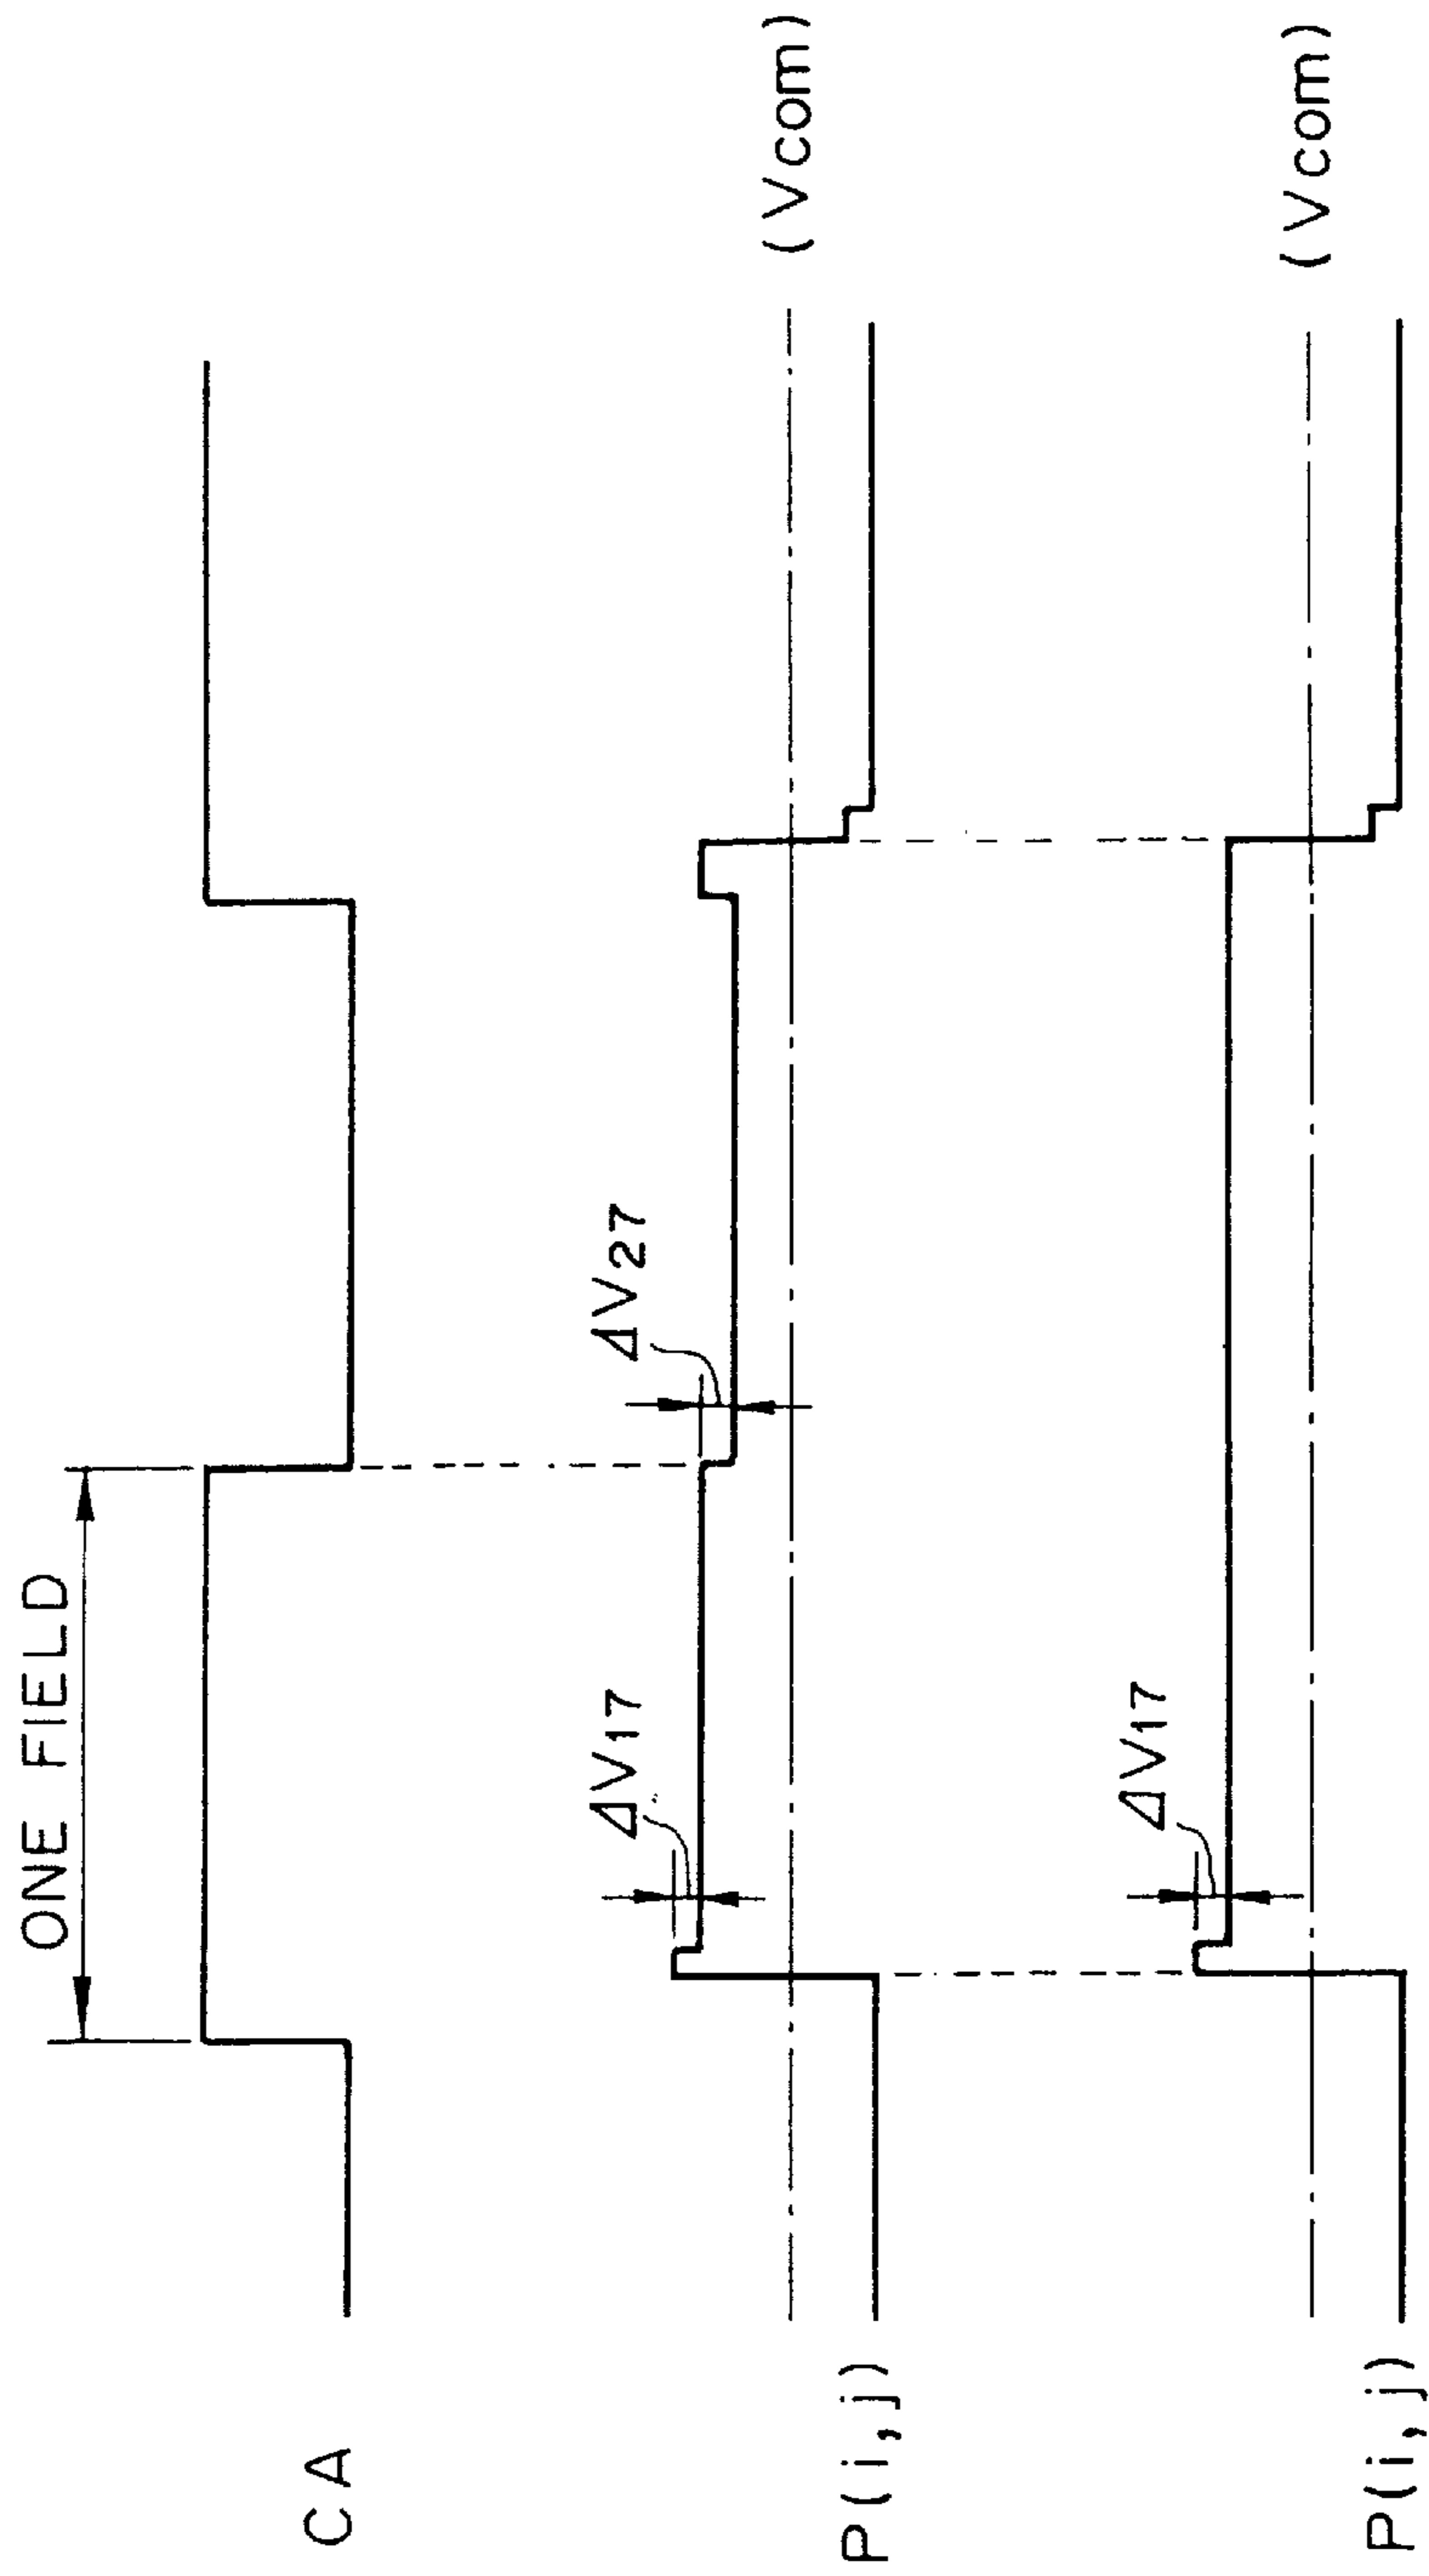 ONE FIELD
CA
ΔV17
ΔV27
P(i,j)
(Vcom)
ΔV17
P(i,j)
(Vcom)